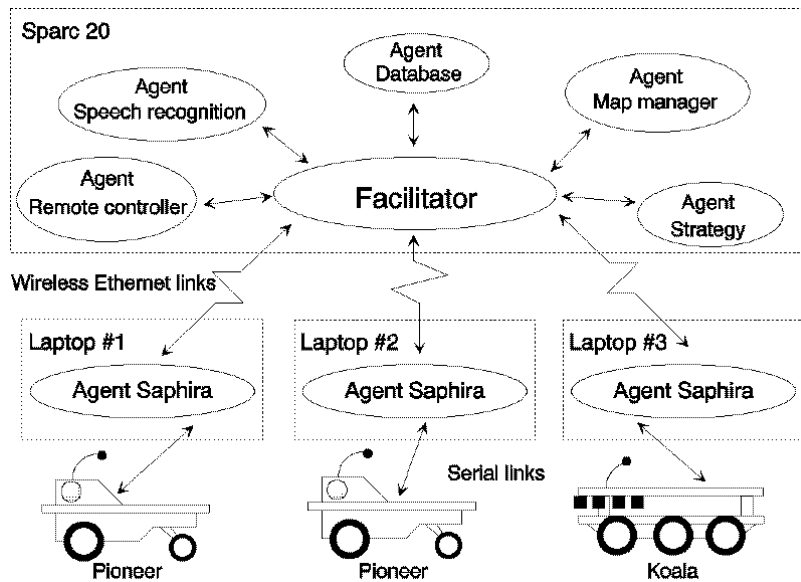 Sparc 20
Agent
Database
Agent
Speech recognition
Agent
Map manager
Agent
Remote controller
Facilitator
Agent
Strategy
Wireless Ethernet links
Laptop #1
Laptop #2
Laptop #3
Agent Saphira
Agent Saphira
Agent Saphira
Serial links
Pioneer
Pioneer
Koala